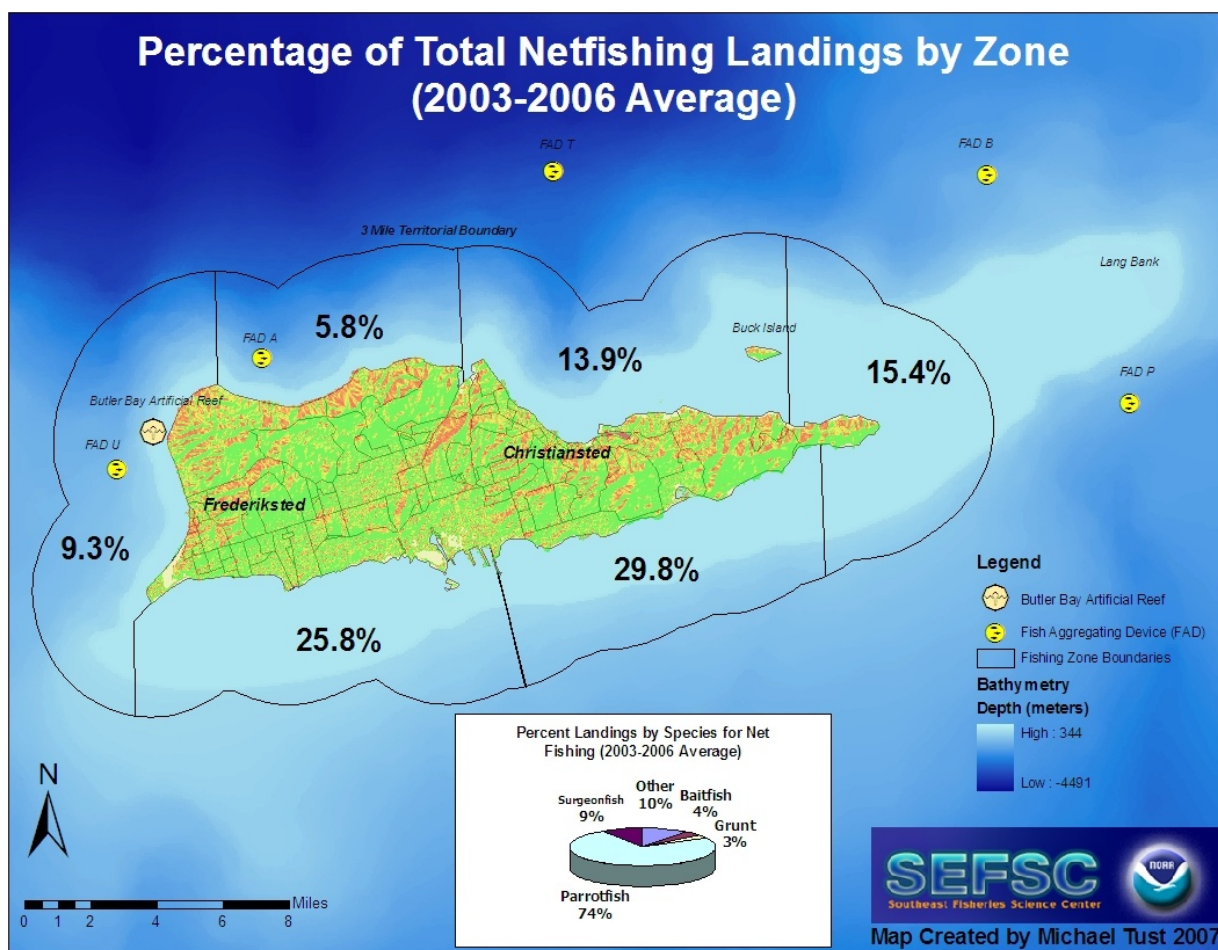 Percentage of Total Netfishing Landings by Zone
(2003-2006 Average)
FAD T
FAD B
3 Mile Territorial Boundary
Lang Bank
5.8%
FAD A
Buck Island
13.9%
15.4%
FAD P
Butler Bay Artificial Reef
FAD U
Christiansted
Frederiksted
9.3%
29.8%
25.8%
Legend
Butler Bay Artificial Reef
Fish Aggregating Device (FAD)
Fishing Zone Boundaries
Bathymetry
Depth (meters)
High : 344
Low : -4491
Percent Landings by Species for Net
Fishing (2003-2006 Average)
Other
10%
Baitfish
4%
Surgeonfish
9%
Grunt
3%
Parrotfish
74%
N
Miles
0 1 2 4 6 8
SEFSC
Southeast Fisheries Science Center
NOAA
Map Created by Michael Tust 2007